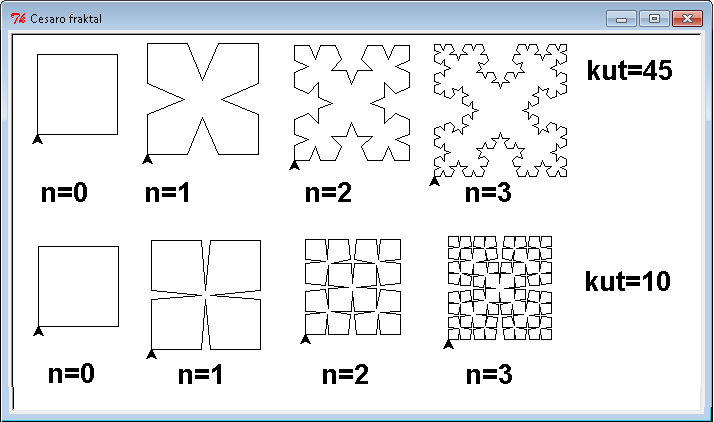 Cesaro fraktal
kut=45
n=0 n=1 n=2 n=3
kut=10
n=0 n=1 n=2 n=3